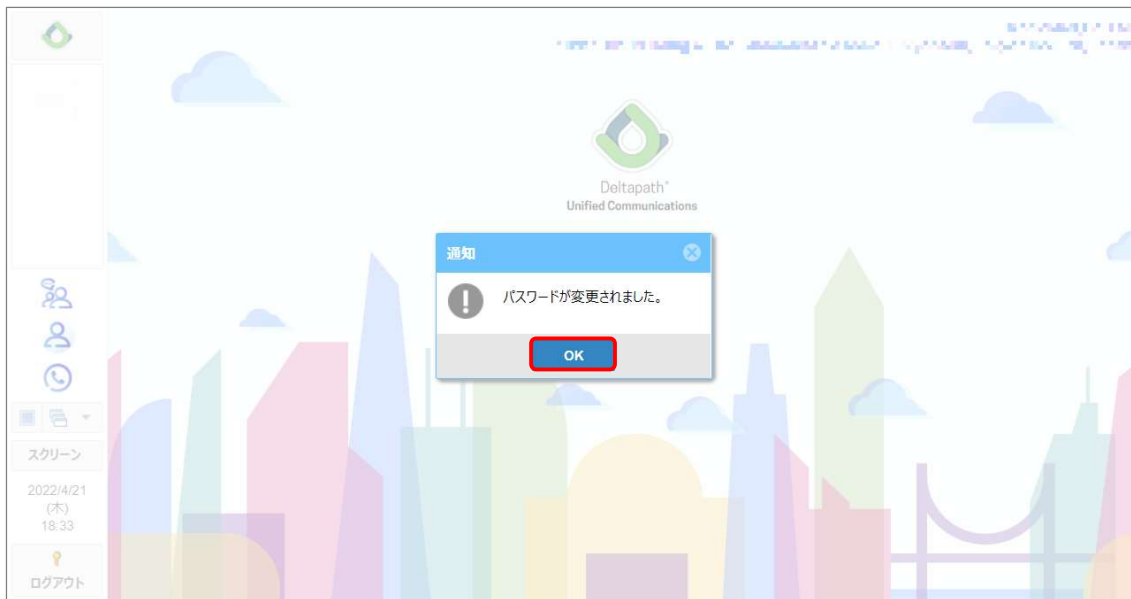 Deltapath
Unified Communications
通知
パスワードが変更されました。
OK
スクリーン
2022/4/21
(木)
18:33
ログアウト